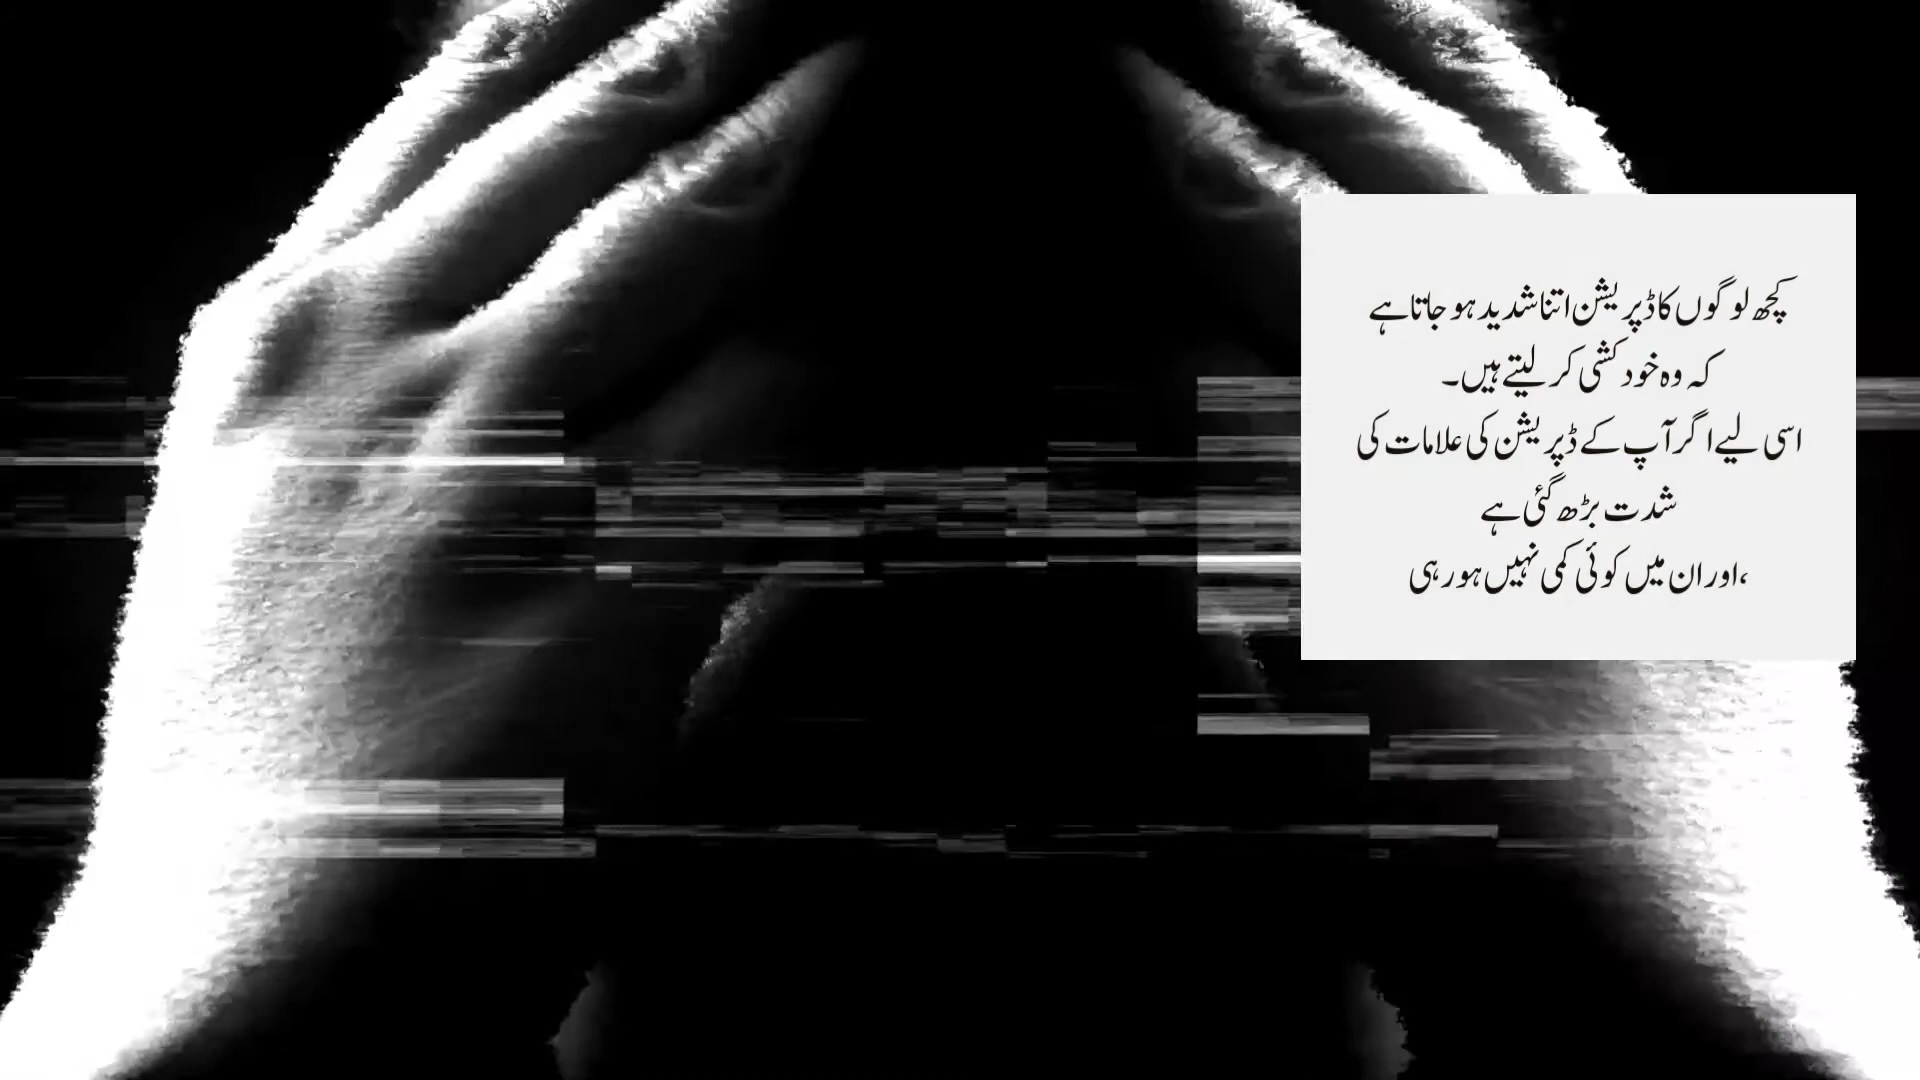 کچھ لوگوں کا ڈپریشن اتنا شدید ہو جاتا ہے
کہ وہ خودکشی کر لیتے ہیں۔
اسی لیے اگر آپ کے ڈپریشن کی علامات کی
شدت بڑھ گئی ہے
،اور ان میں کوئی کمی نہیں ہو رہی